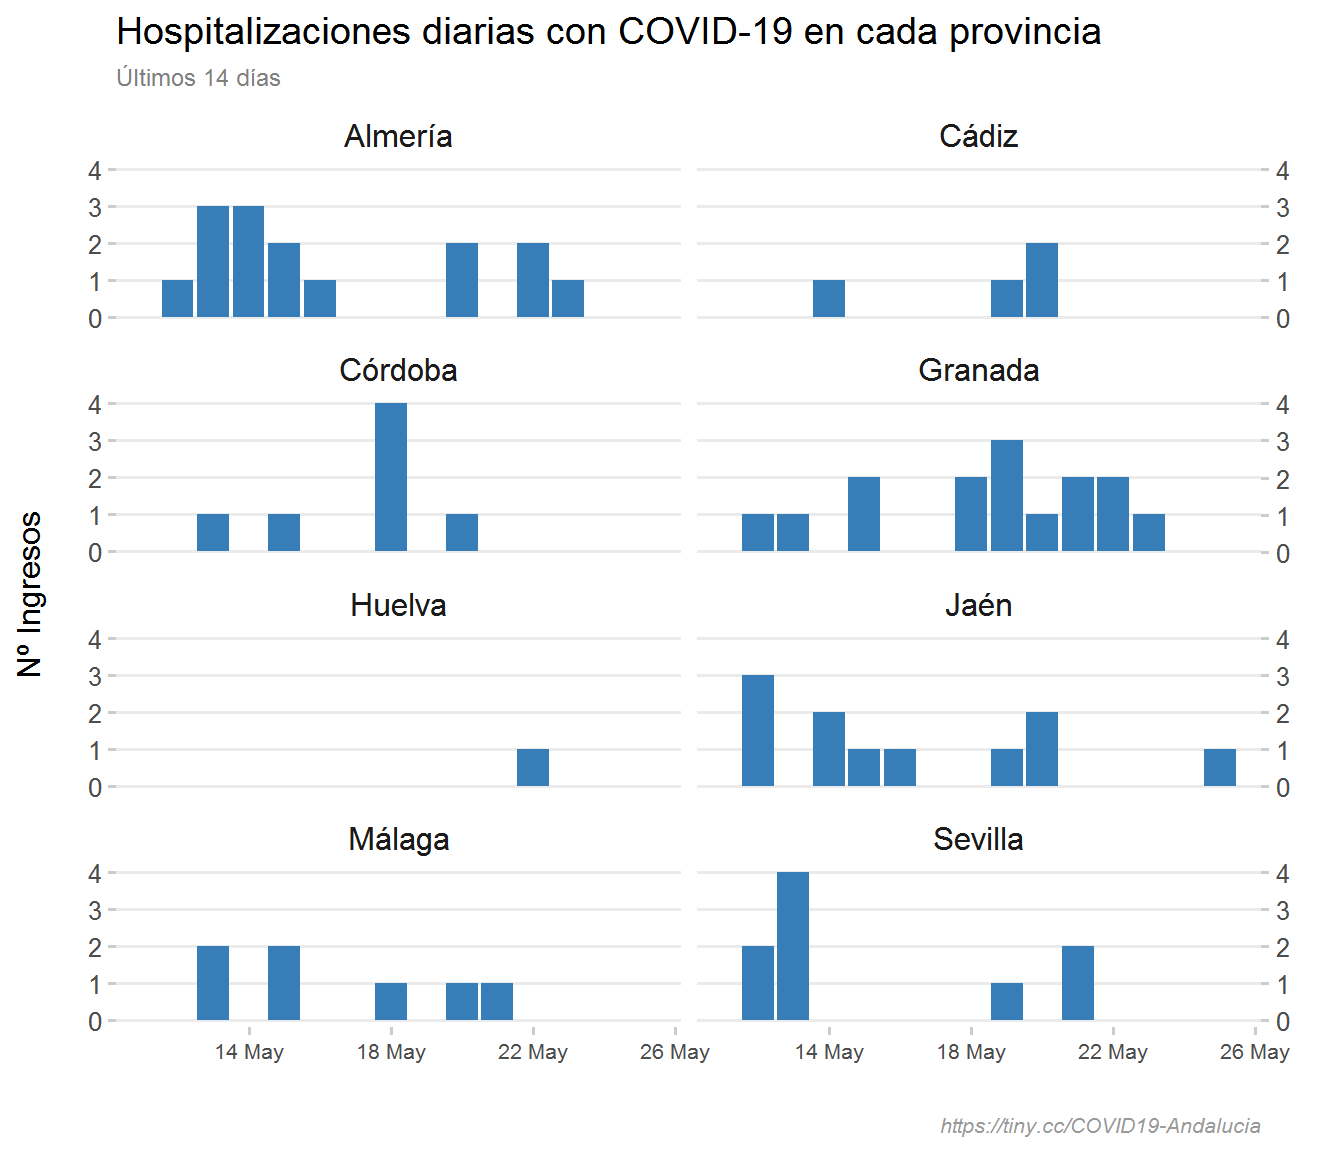 Hospitalizaciones diarias con COVID-19 en cada provincia
Últimos 14 días
Almería
Cádiz
4
3
2
1
0
4
3
2
1
0
Córdoba
Granada
4
3
2
1
0
4
3
2
1
0
Nº Ingresos
Huelva
Jaén
4
3
2
1
0
4
3
2
1
0
Málaga
Sevilla
4
3
2
1
0
4
3
2
1
0
14 May 18 May 22 May 26 May
14 May 18 May 22 May 26 May
https://tiny.cc/COVID19-Andalucia